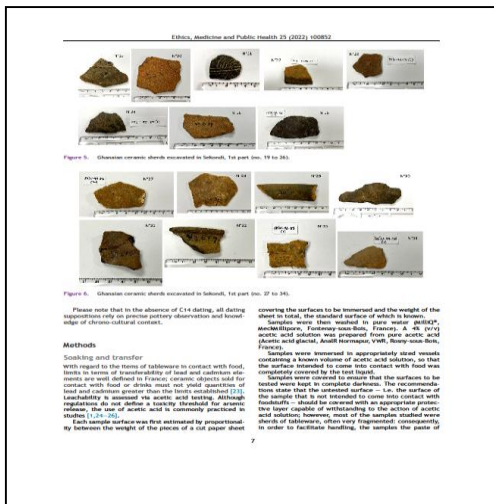 Ethics, Medicine and Public Health 25 (2022) 100852
Figure 5. Ghanaian ceramic sherds excavated in Sekondi, 1st part (no. 19 to 26).
Figure 6. Ghanaian ceramic sherds excavated in Sekondi, 1st part (no. 27 to 34).
Please note that in the absence of C14 dating, all dating
suppositions rely on precise pottery observation and knowl-
edge of chrono-cultural context.
Methods
Soaking and transfer
With regard to the items of tableware in contact with food,
limits in terms of transferability of lead and cadmium ele-
ments are well defined in France; ceramic objects sold for
contact with food or drinks must not yield quantities of
lead and cadmium greater than the limits established [23].
Leachability is assessed via acetic acid testing. Although
regulations do not define a toxicity threshold for arsenic
release, the use of acetic acid is commonly practiced in
studies [1,24–26].
Each sample surface was first estimated by proportional-
ity between the weight of the pieces of a cut paper sheet
covering the surfaces to be immersed and the weight of the
sheet in total, the standard surface of which is known.
Samples were then washed in pure water (MilliQ®,
Merck Millipore, Fontenay-sous-Bois, France). A 4% (v/v)
acetic acid solution was prepared from pure acetic acid
(Acetic acid glacial, AnalR Normapur, VWR, Rosny-sous-Bois,
France).
Samples were immersed in appropriately sized vessels
containing a known volume of acetic acid solution, so that
the surface intended to come into contact with food was
completely covered by the test liquid.
Samples were covered to ensure that the surfaces to be
tested were kept in complete darkness. The recommenda-
tions state that the untested surface — i.e. the surface of
the sample that is not intended to come into contact with
foodstuffs — should be covered with an appropriate protec-
tive layer capable of withstanding to the action of acetic
acid solution; however, most of the samples studied were
sherds of tableware, often very fragmented; consequently,
in order to facilitate handling, the samples the paste of
7